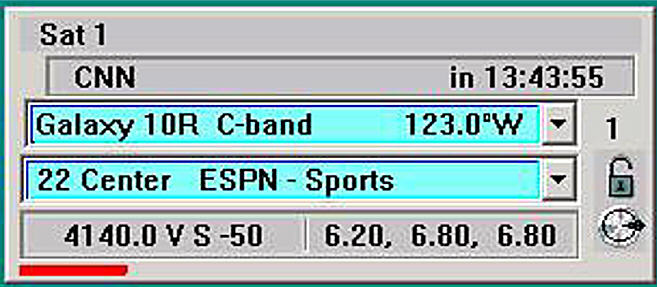 Sat 1
CNN in 13:43:55
Galaxy 10R C-band 123.0°W
1
22 Center ESPN - Sports
4140.0 V S -50 6.20, 6.80, 6.80